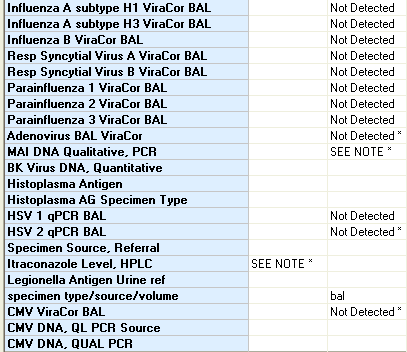 Influenza A subtype H1 ViraCor BAL Not Detected
Influenza A subtype H3 ViraCor BAL Not Detected
Influenza B ViraCor BAL Not Detected
Resp Syncytial Virus A ViraCor BAL Not Detected
Resp Syncytial Virus B ViraCor BAL Not Detected
Parainfluenza 1 ViraCor BAL Not Detected
Parainfluenza 2 ViraCor BAL Not Detected
Parainfluenza 3 ViraCor BAL Not Detected
Adenovirus BAL ViraCor Not Detected *
MAI DNA Qualitative, PCR SEE NOTE *
BK Virus DNA, Quantitative
Histoplasma Antigen
Histoplasma AG Specimen Type
HSV 1 qPCR BAL Not Detected
HSV 2 qPCR BAL Not Detected *
Specimen Source, Referral
Itraconazole Level, HPLC SEE NOTE *
Legionella Antigen Urine ref
specimen type/source/volume bal
CMV ViraCor BAL Not Detected *
CMV DNA, QL PCR Source
CMV DNA, QUAL PCR